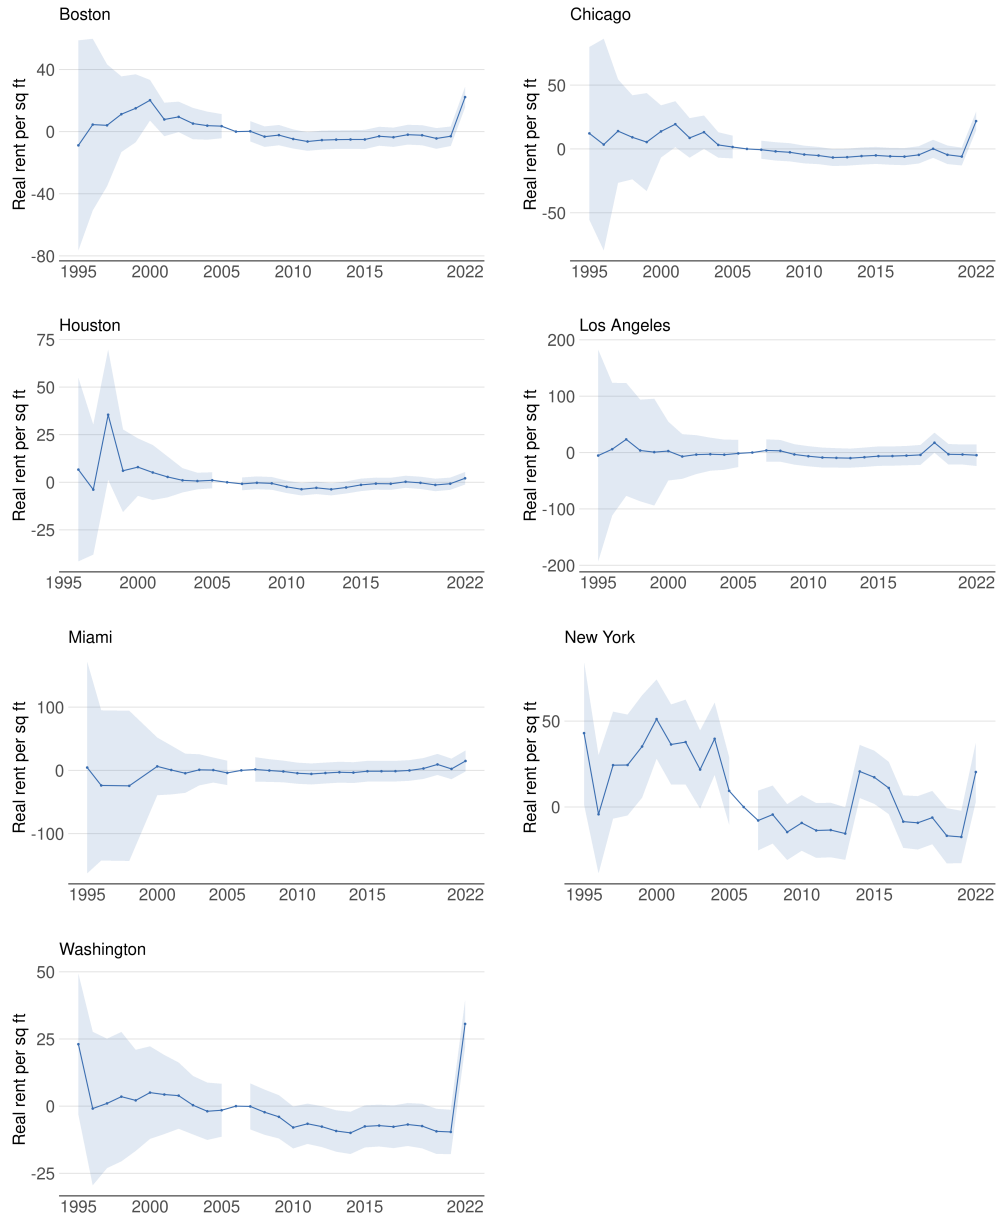 Boston
Real rent per sq ft
40
0
-40
-80
1995 2000 2005 2010 2015 2022
Chicago
Real rent per sq ft
50
0
-50
1995 2000 2005 2010 2015 2022
Houston
Real rent per sq ft
75
50
25
0
-25
1995 2000 2005 2010 2015 2022
Los Angeles
Real rent per sq ft
200
100
0
-100
-200
1995 2000 2005 2010 2015 2022
Miami
Real rent per sq ft
100
0
-100
1995 2000 2005 2010 2015 2022
New York
Real rent per sq ft
50
0
1995 2000 2005 2010 2015 2022
Washington
Real rent per sq ft
50
25
0
-25
1995 2000 2005 2010 2015 2022